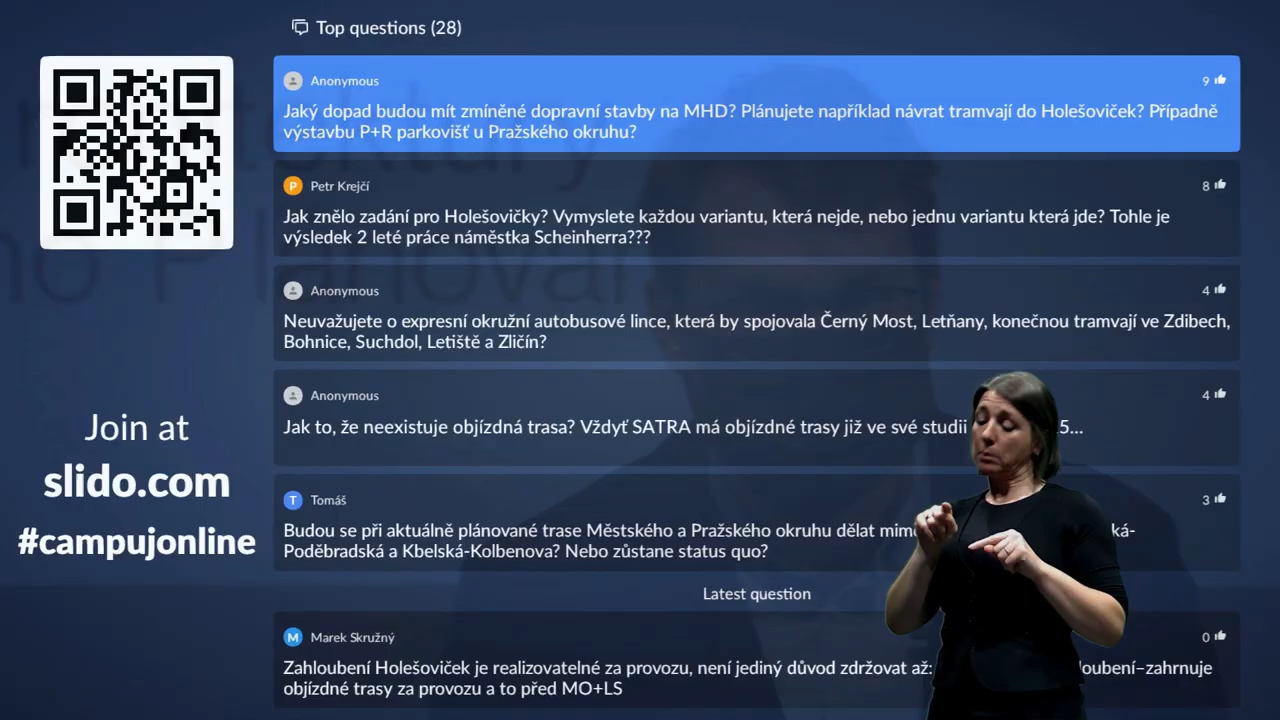 Top questions (28)
Anonymous
9
Jaký dopad budou mít zmíněné dopravní stavby na MHD? Plánujete například návrat tramvají do Holešoviček? Případně
výstavbu P+R parkovišť u Pražského okruhu?
P Petr Krejčí
8
Jak znělo zadání pro Holešovičky? Vymyslete každou variantu, která nejde, nebo jednu variantu která jde? Tohle je
výsledek 2 leté práce náměstka Scheinherra???
Anonymous
4
Neuvažujete o expresní okružní autobusové lince, která by spojovala Černý Most, Letňany, konečnou tramvají ve Zdibech,
Bohnice, Suchdol, Letiště a Zličín?
Anonymous
4
Jak to, že neexistuje objízdná trasa? Vždyť SATRA má objízdné trasy již ve své studii 5...
T Tomáš
3
Budou se při aktuálně plánované trase Městského a Pražského okruhu dělat
Poděbradská a Kbelská-Kolbenova? Nebo zůstane status quo?
Latest question
M Marek Skružný
0
Zahloubení Holešoviček je realizovatelné za provozu, není jediný důvod zdržovat až: loubení–zahrnuje
objízdné trasy za provozu a to před MO+LS
Join at
slido.com
#campujonline